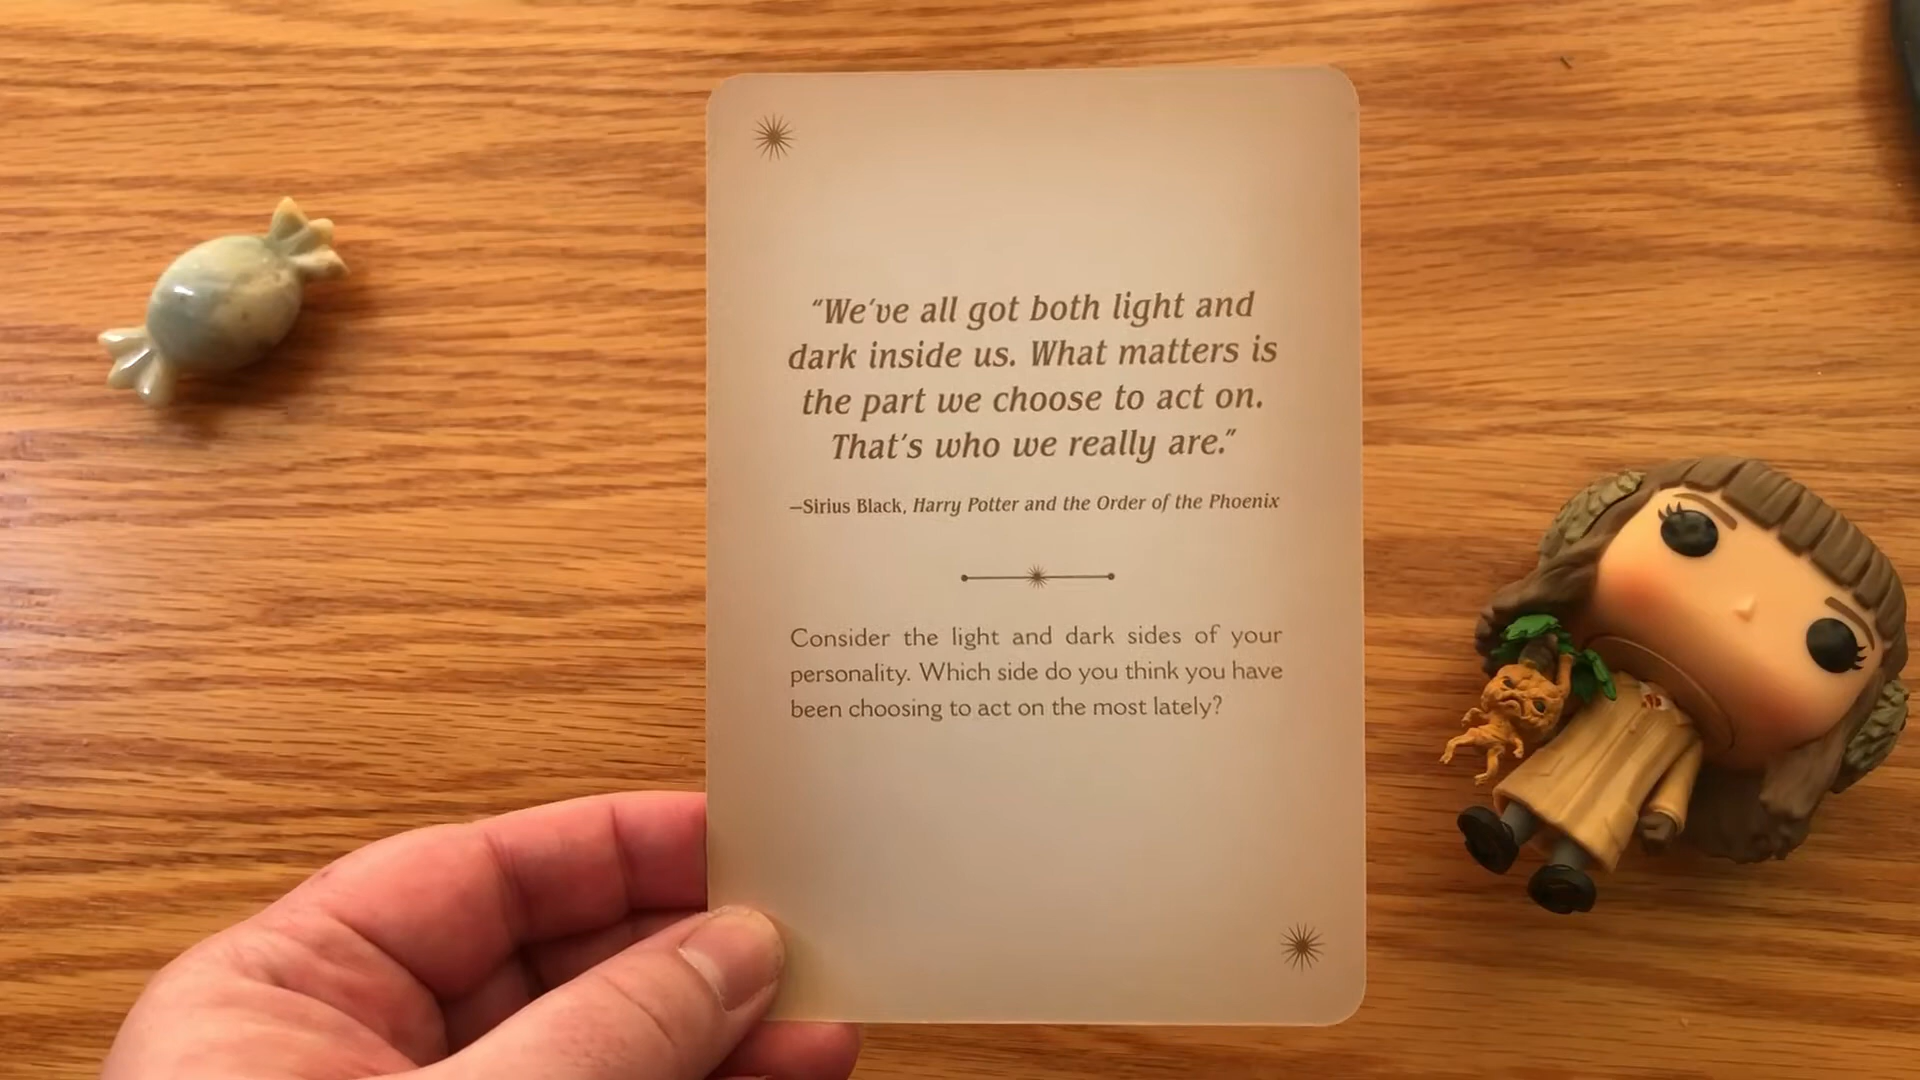 “We’ve all got both light and
dark inside us. What matters is
the part we choose to act on.
That’s who we really are.”
—Sirius Black, Harry Potter and the Order of the Phoenix
Consider the light and dark sides of your
personality. Which side do you think you have
been choosing to act on the most lately?